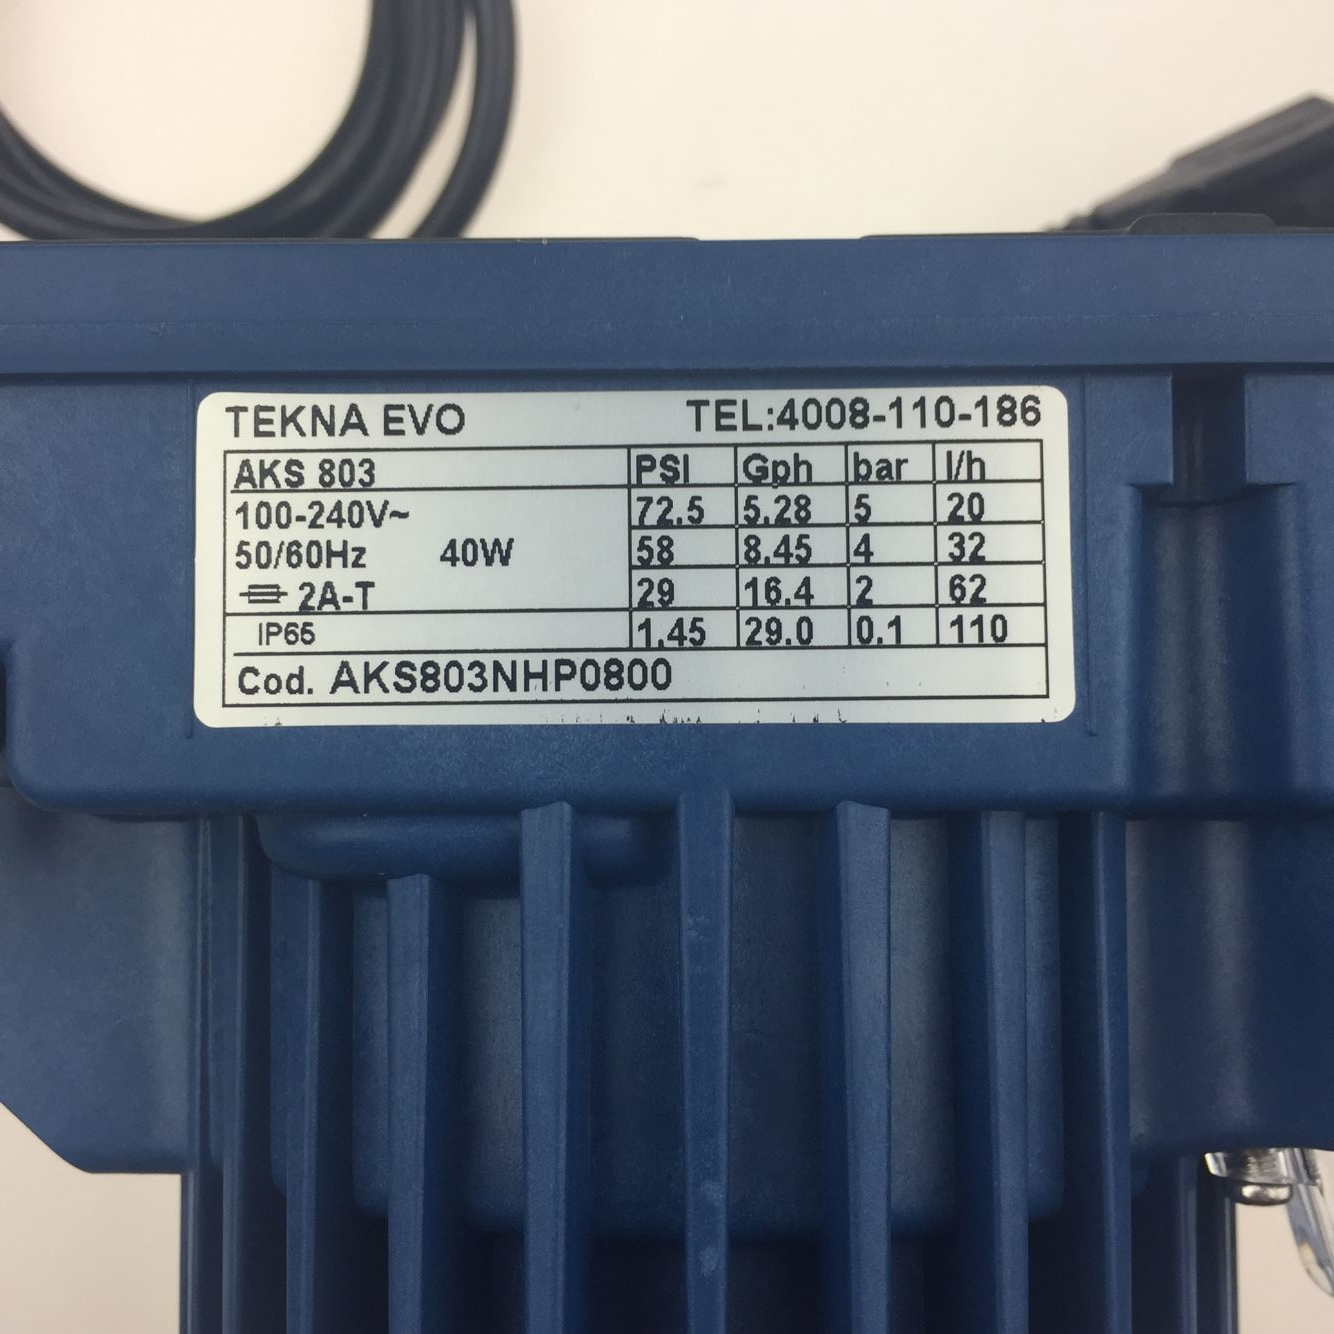 TEKNA EVO TEL:4008-110-186
AKS 803 PSI Gph bar l/h
100-240V~ 72.5 5.28 5 20
50/60Hz 40W 58 8.45 4 32
2A-T 29 16.4 2 62
IP65 1.45 29.0 0.1 110
Cod. AKS803NHP0800